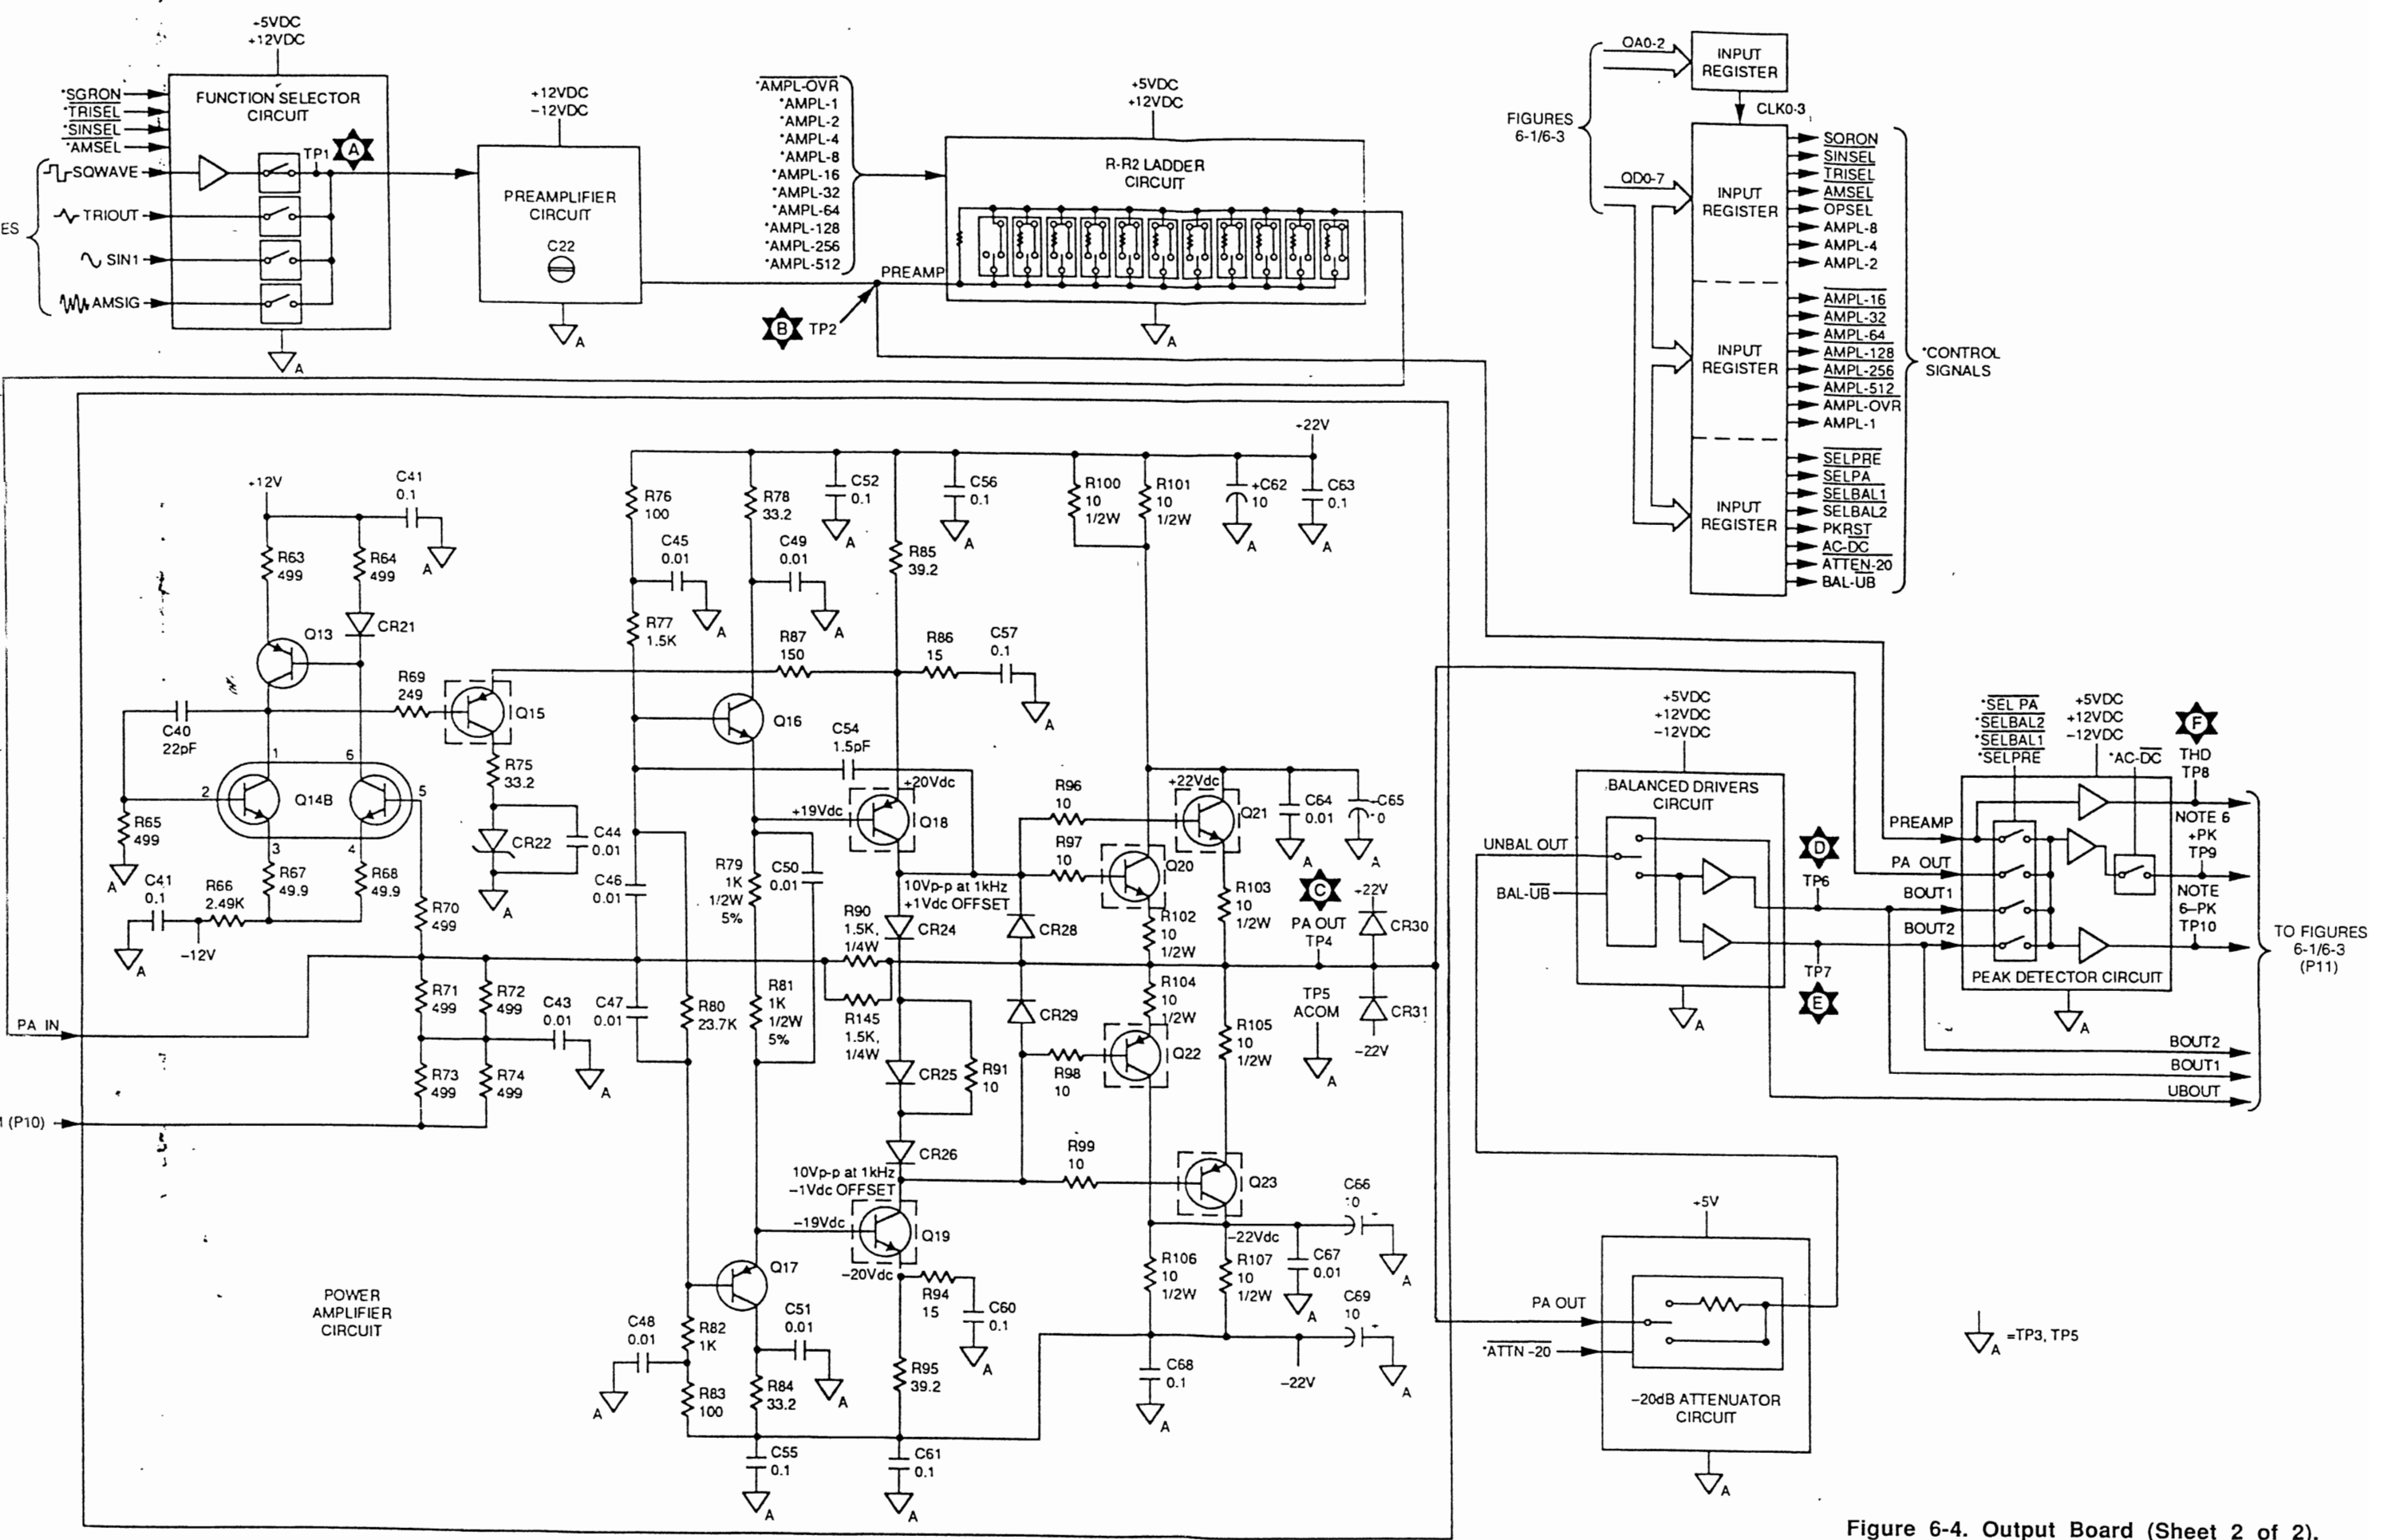 -5VDC
+12VDC
*SGRON
*TRISEL
*SINSEL
*AMSEL
FUNCTION SELECTOR
CIRCUIT
TP1
A
SQWAVE
TRIOUT
SIN1
AMSIG
ES
A
+12VDC
-12VDC
PREAMPLIFIER
CIRCUIT
C22
A
*AMPL-OVR
*AMPL-1
*AMPL-2
*AMPL-4
*AMPL-8
*AMPL-16
*AMPL-32
*AMPL-64
*AMPL-128
*AMPL-256
*AMPL-512
PREAMP
B
TP2
+5VDC
+12VDC
R-R2 LADDER
CIRCUIT
A
FIGURES
6-1/6-3
QA0-2
QD0-7
INPUT
REGISTER
CLK0-3
INPUT
REGISTER
INPUT
REGISTER
INPUT
REGISTER
SQRON
SINSEL
TRISEL
AMSEL
OPSEL
AMPL-8
AMPL-4
AMPL-2
AMPL-16
AMPL-32
AMPL-64
AMPL-128
AMPL-256
AMPL-512
AMPL-OVR
AMPL-1
SELPRE
SELPA
SELBAL1
SELBAL2
PKRST
AC-DC
ATTEN-20
BAL-UB
*CONTROL
SIGNALS
+12V
C41
0.1
A
R63
499
R64
499
CR21
Q13
R69
249
C40
22pF
1
6
2
5
Q14B
3
4
R65
499
A
C41
0.1
R66
2.49K
R67
49.9
R68
49.9
-12V
A
Q15
R75
33.2
CR22
C44
0.01
A
R70
499
R71
499
R72
499
C43
0.01
A
R73
499
R74
499
PA IN
(P10)
R76
100
C45
0.01
A
R77
1.5K
R78
33.2
C49
0.01
A
C52
0.1
A
C56
0.1
A
R85
39.2
R87
150
R86
15
C57
0.1
A
Q16
C54
1.5pF
+20Vdc
+19Vdc
Q18
C46
0.01
R79
1K
1/2W
5%
C50
0.01
R90
1.5K,
1/4W
10Vp-p at 1kHz
+1Vdc OFFSET
CR24
C47
0.01
R80
23.7K
R81
1K
1/2W
5%
R145
1.5K,
1/4W
CR25
R91
10
CR26
10Vp-p at 1kHz
-1Vdc OFFSET
-19Vdc
Q19
-20Vdc
Q17
R94
15
C60
0.1
A
C48
0.01
A
R82
1K
R83
100
C51
0.01
A
R84
33.2
R95
39.2
C55
0.1
A
C61
0.1
A
POWER
AMPLIFIER
CIRCUIT
-22V
R100
10
1/2W
R101
10
1/2W
+C62
10
A
C63
0.1
A
R96
10
R97
10
+22Vdc
Q21
Q20
C64
0.01
A
C65
A
CR28
R102
10
1/2W
R103
10
1/2W
C
PA OUT
TP4
+22V
CR30
CR29
R104
10
1/2W
R105
10
1/2W
TP5
ACOM
A
CR31
-22V
R98
10
Q22
R99
10
Q23
-22Vdc
C66
A
C67
0.01
A
R106
10
1/2W
R107
10
1/2W
C69
10
A
C68
0.1
A
-22V
+5VDC
+12VDC
-12VDC
BALANCED DRIVERS
CIRCUIT
UNBAL OUT
BAL-UB
A
D
TP6
TP7
E
*SEL PA
*SELBAL2
*SELBAL1
*SELPRE
+5VDC
+12VDC
-12VDC
*AC-DC
F
THD
TP8
NOTE 6
+PK
TP9
NOTE
6-PK
TP10
PREAMP
PA OUT
BOUT1
BOUT2
PEAK DETECTOR CIRCUIT
A
BOUT2
BOUT1
UBOUT
TO FIGURES
6-1/6-3
(P11)
+5V
PA OUT
*ATTN -20
-20dB ATTENUATOR
CIRCUIT
A
A =TP3, TP5
Figure 6-4. Output Board (Sheet 2 of 2).